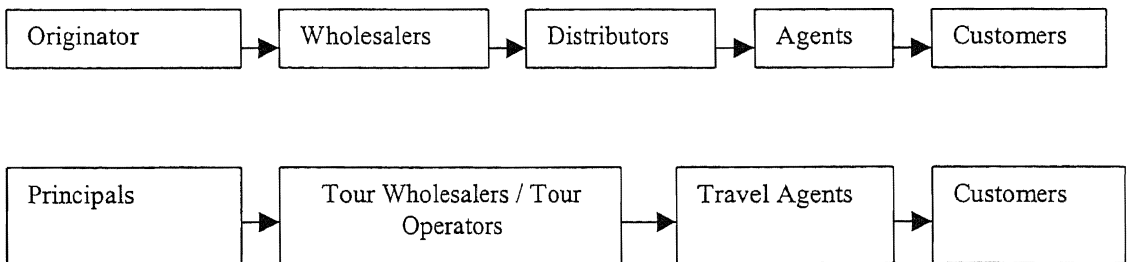 Originator
Wholesalers
Distributors
Agents
Customers
Principals
Tour Wholesalers / Tour
Operators
Travel Agents
Customers